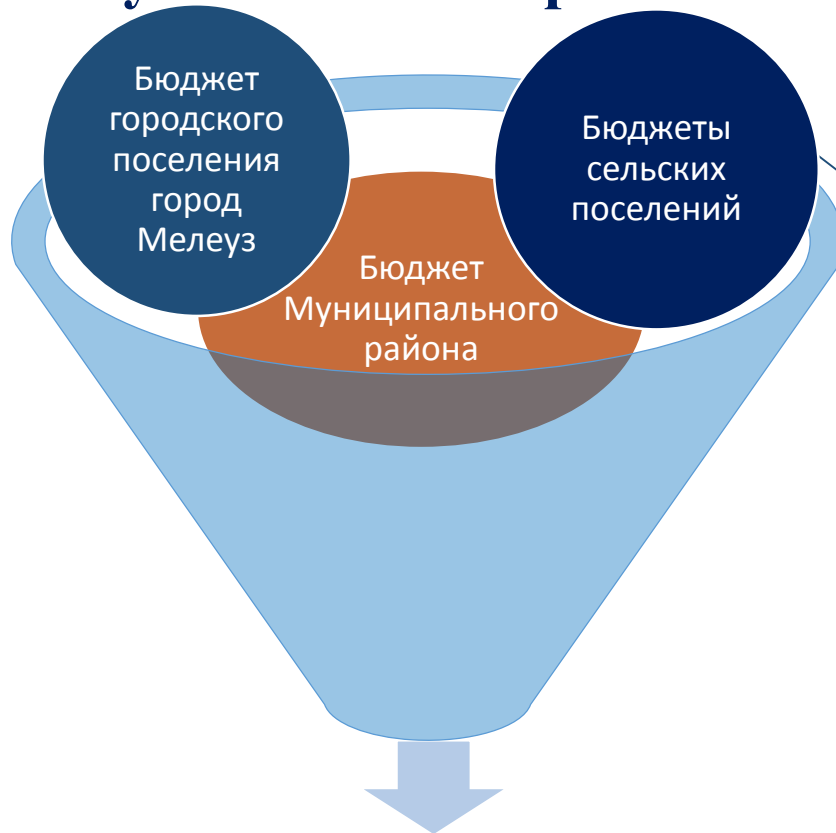 Бюджет
городского
поселения
город
Мелеуз
Бюджеты
сельских
поселений
Бюджет
Муниципального
района